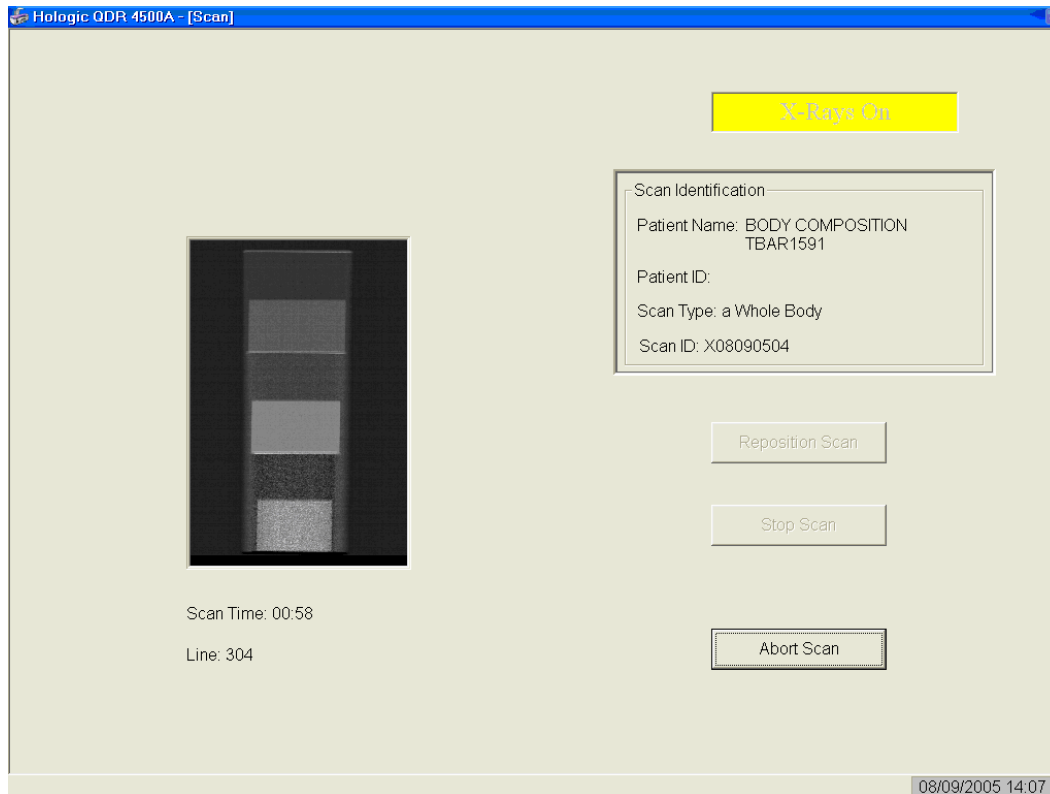 Hologic QDR 4500A - [Scan]
X-Rays On
Scan Identification
Patient Name: BODY COMPOSITION
TBAR1591
Patient ID:
Scan Type: a Whole Body
Scan ID: X08090504
Reposition Scan
Stop Scan
Scan Time: 00:58
Line: 304
Abort Scan
08/09/2005 14:07